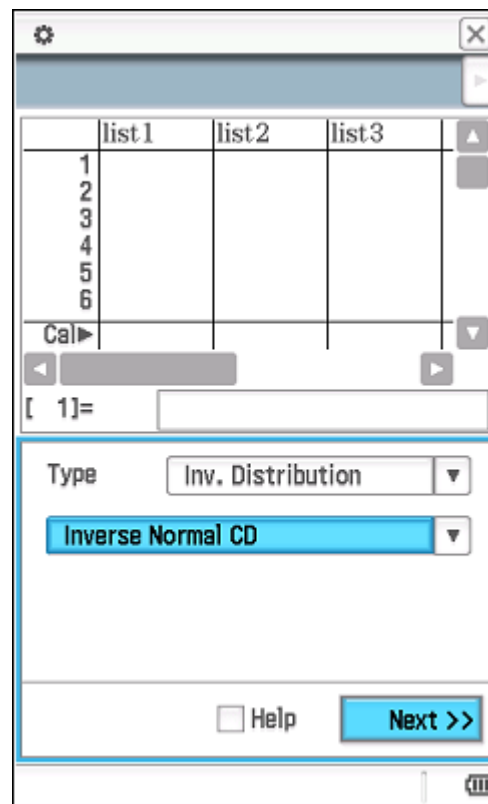 list1 list2 list3
1
2
3
4
5
6
Cal▶
[ 1]=
Type Inv. Distribution
Inverse Normal CD
Help Next >>